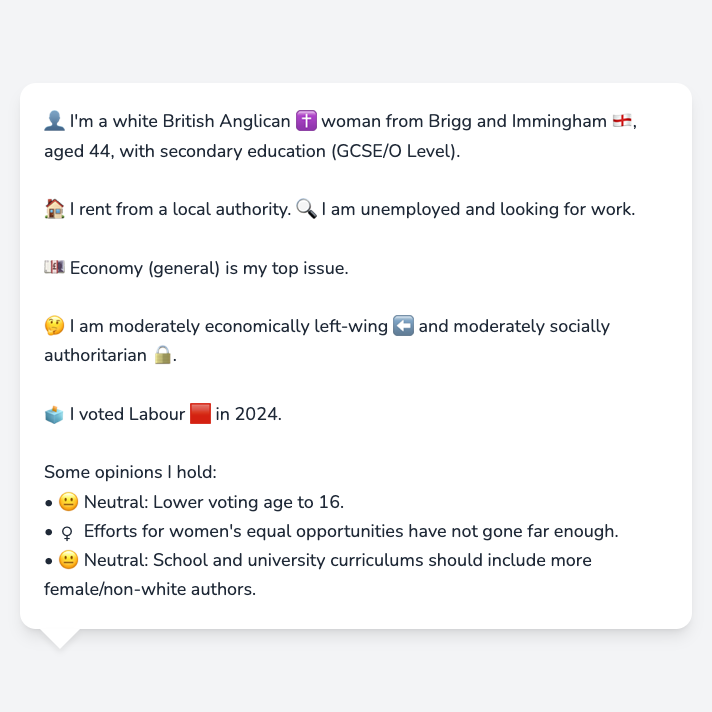 👤 I'm a white British Anglican ✝️ woman from Brigg and Immingham 🏴󠁧󠁢󠁥󠁮󠁧󠁿,
aged 44, with secondary education (GCSE/O Level).
🏠 I rent from a local authority. 🔍 I am unemployed and looking for work.
💷 Economy (general) is my top issue.
🤔 I am moderately economically left-wing ⬅️ and moderately socially
authoritarian 🔒.
🗳️ I voted Labour 🟥 in 2024.
Some opinions I hold:
• 😐 Neutral: Lower voting age to 16.
• ♀️ Efforts for women's equal opportunities have not gone far enough.
• 😐 Neutral: School and university curriculums should include more
female/non-white authors.